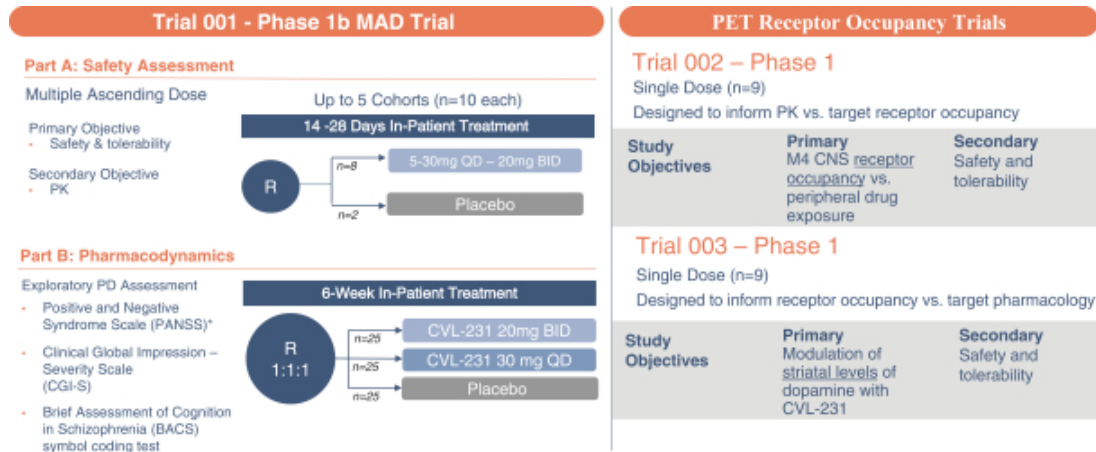 Trial 001 - Phase 1b MAD Trial
Part A: Safety Assessment
Multiple Ascending Dose
Primary Objective
• Safety & tolerability
Secondary Objective
• PK
Up to 5 Cohorts (n=10 each)
14 -28 Days In-Patient Treatment
R
n=8
5-30mg QD – 20mg BID
n=2
Placebo
Part B: Pharmacodynamics
Exploratory PD Assessment
• Positive and Negative
Syndrome Scale (PANSS)*
• Clinical Global Impression –
Severity Scale
(CGI-S)
• Brief Assessment of Cognition
in Schizophrenia (BACS)
symbol coding test
6-Week In-Patient Treatment
R
1:1:1
n=25
CVL-231 20mg BID
n=25
CVL-231 30 mg QD
n=25
Placebo
PET Receptor Occupancy Trials
Trial 002 – Phase 1
Single Dose (n=9)
Designed to inform PK vs. target receptor occupancy
Study
Objectives
Primary
M4 CNS receptor
occupancy vs.
peripheral drug
exposure
Secondary
Safety and
tolerability
Trial 003 – Phase 1
Single Dose (n=9)
Designed to inform receptor occupancy vs. target pharmacology
Study
Objectives
Primary
Modulation of
striatal levels of
dopamine with
CVL-231
Secondary
Safety and
tolerability